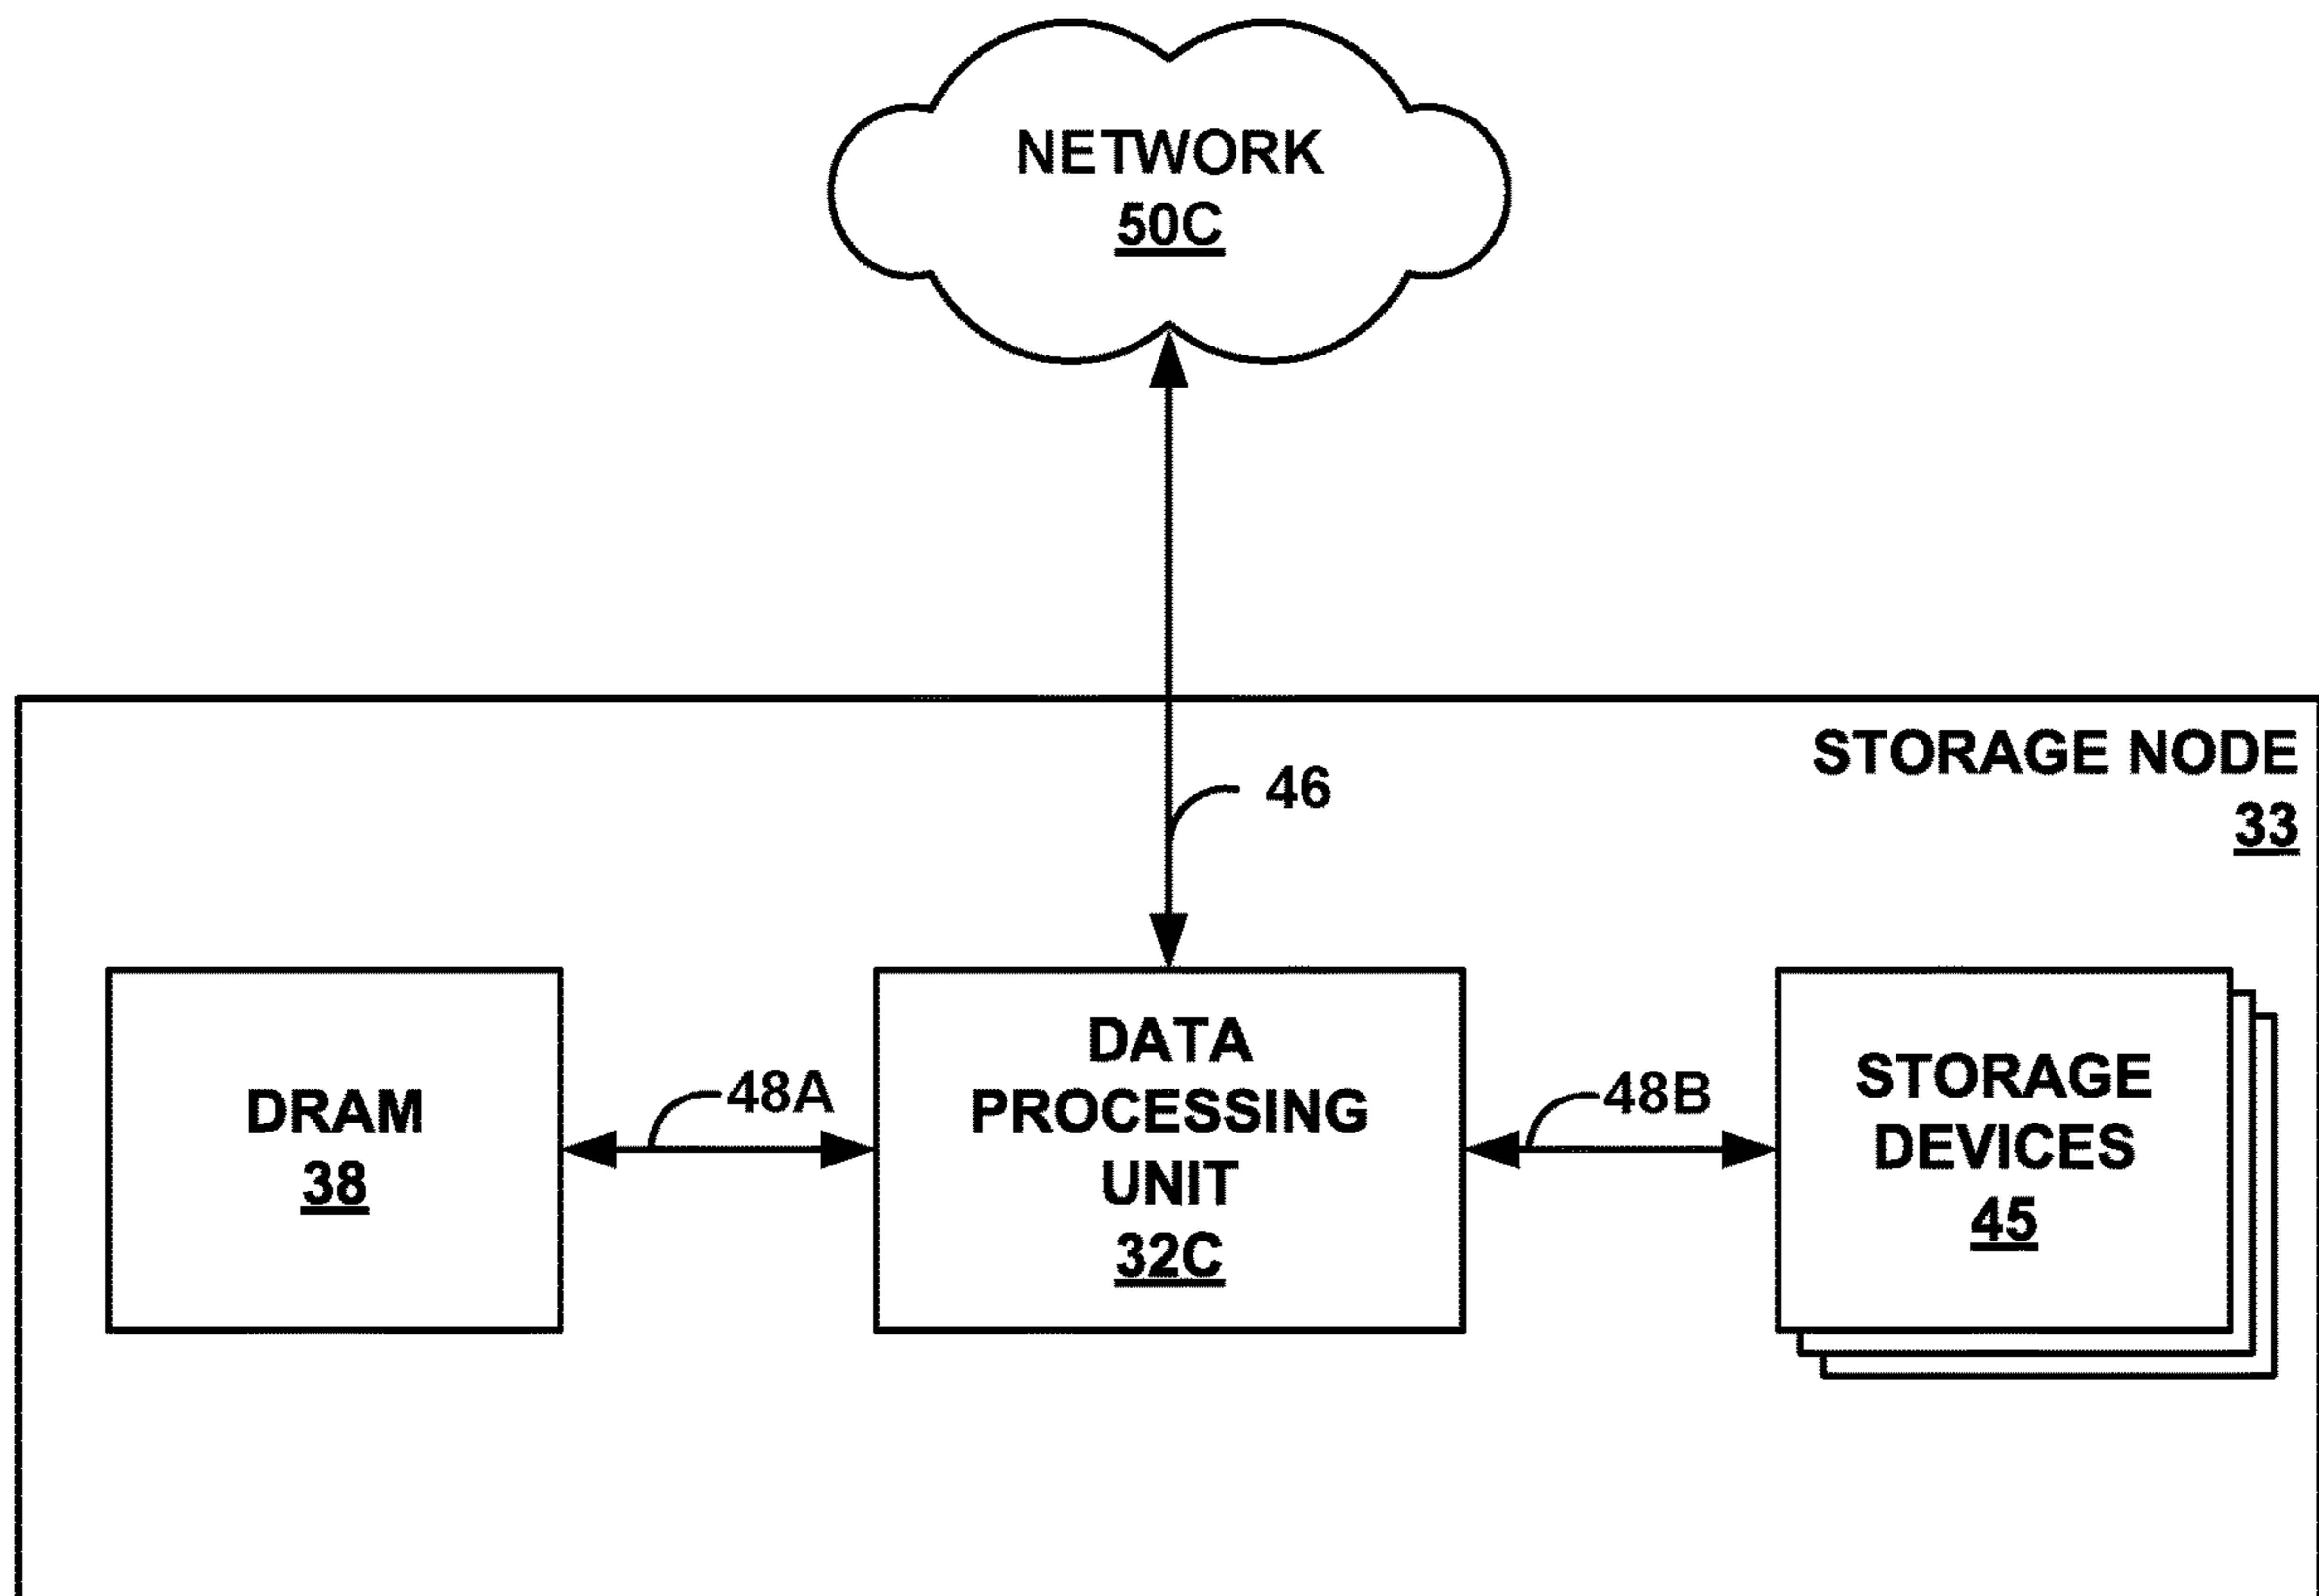 NETWORK
50C
STORAGE NODE
33
46
DRAM
38
48A
DATA
PROCESSING
UNIT
32C
48B
STORAGE
DEVICES
45